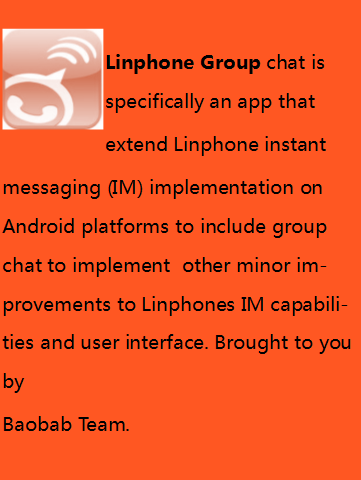 Linphone Group chat is
specifically an app that
extend Linphone instant
messaging (IM) implementation on
Android platforms to include group
chat to implement  other minor im-
provements to Linphones IM capabili-
ties and user interface. Brought to you
by
Baobab Team.